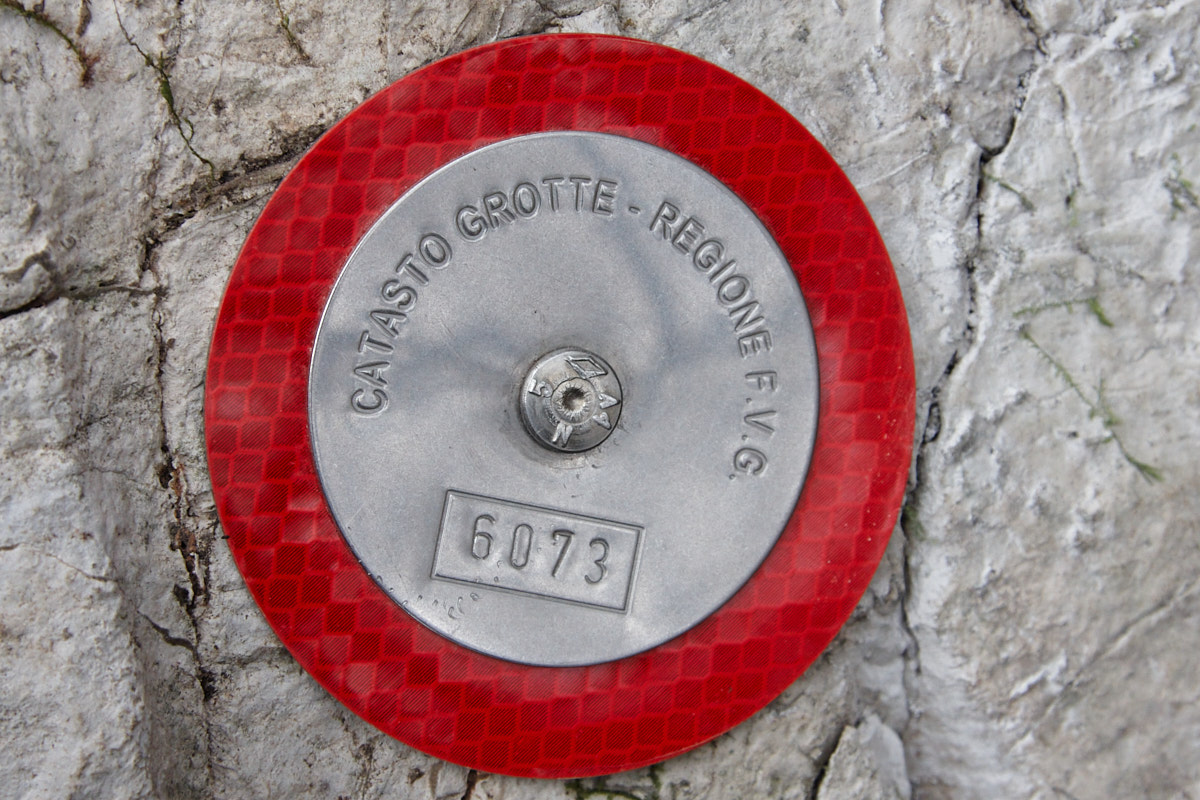 CATASTO GROTTE - REGIONE F.V.G.
6073